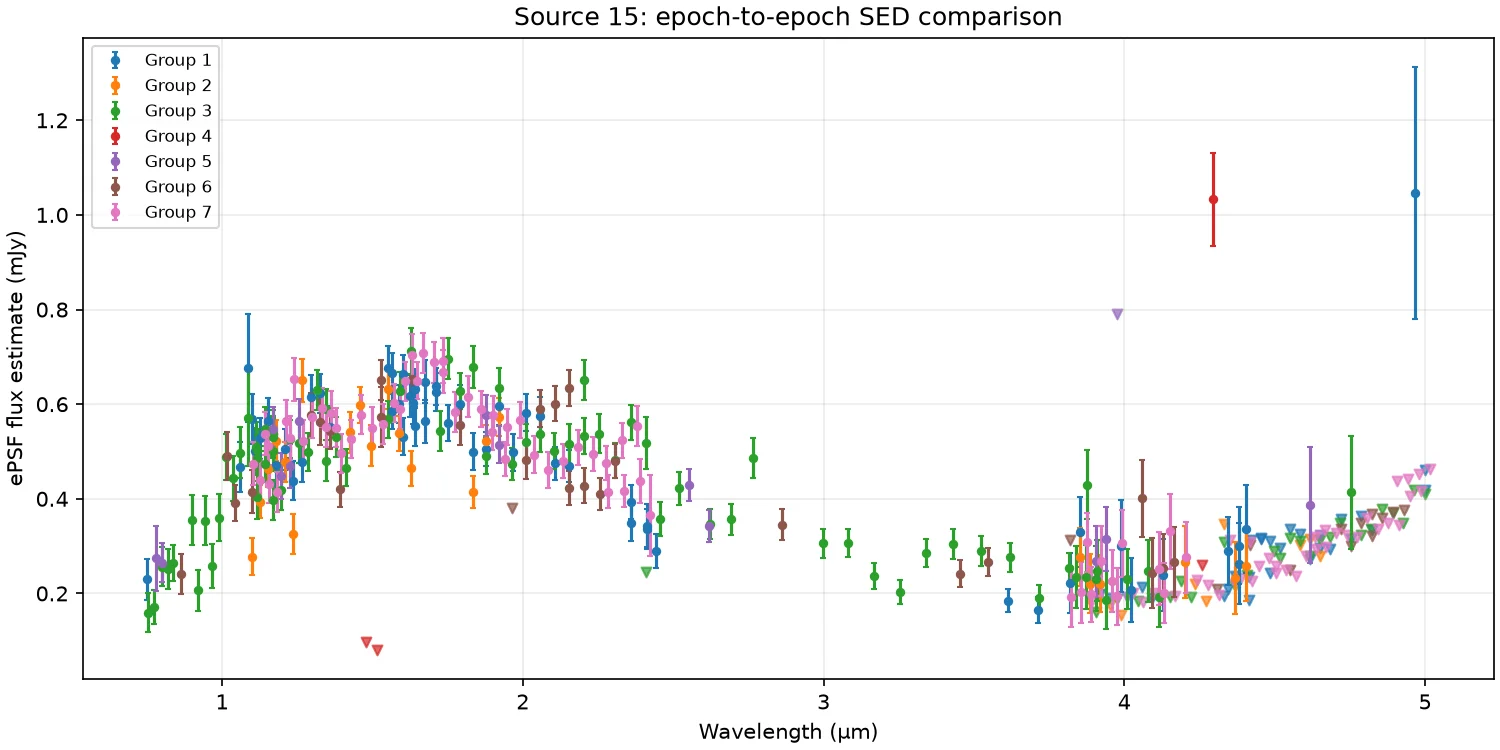 Source 15: epoch-to-epoch SED comparison
Group 1
Group 2
Group 3
Group 4
Group 5
Group 6
Group 7
ePSF flux estimate (mJy)
1.2
1.0
0.8
0.6
0.4
0.2
1 2 3 4 5
Wavelength (μm)